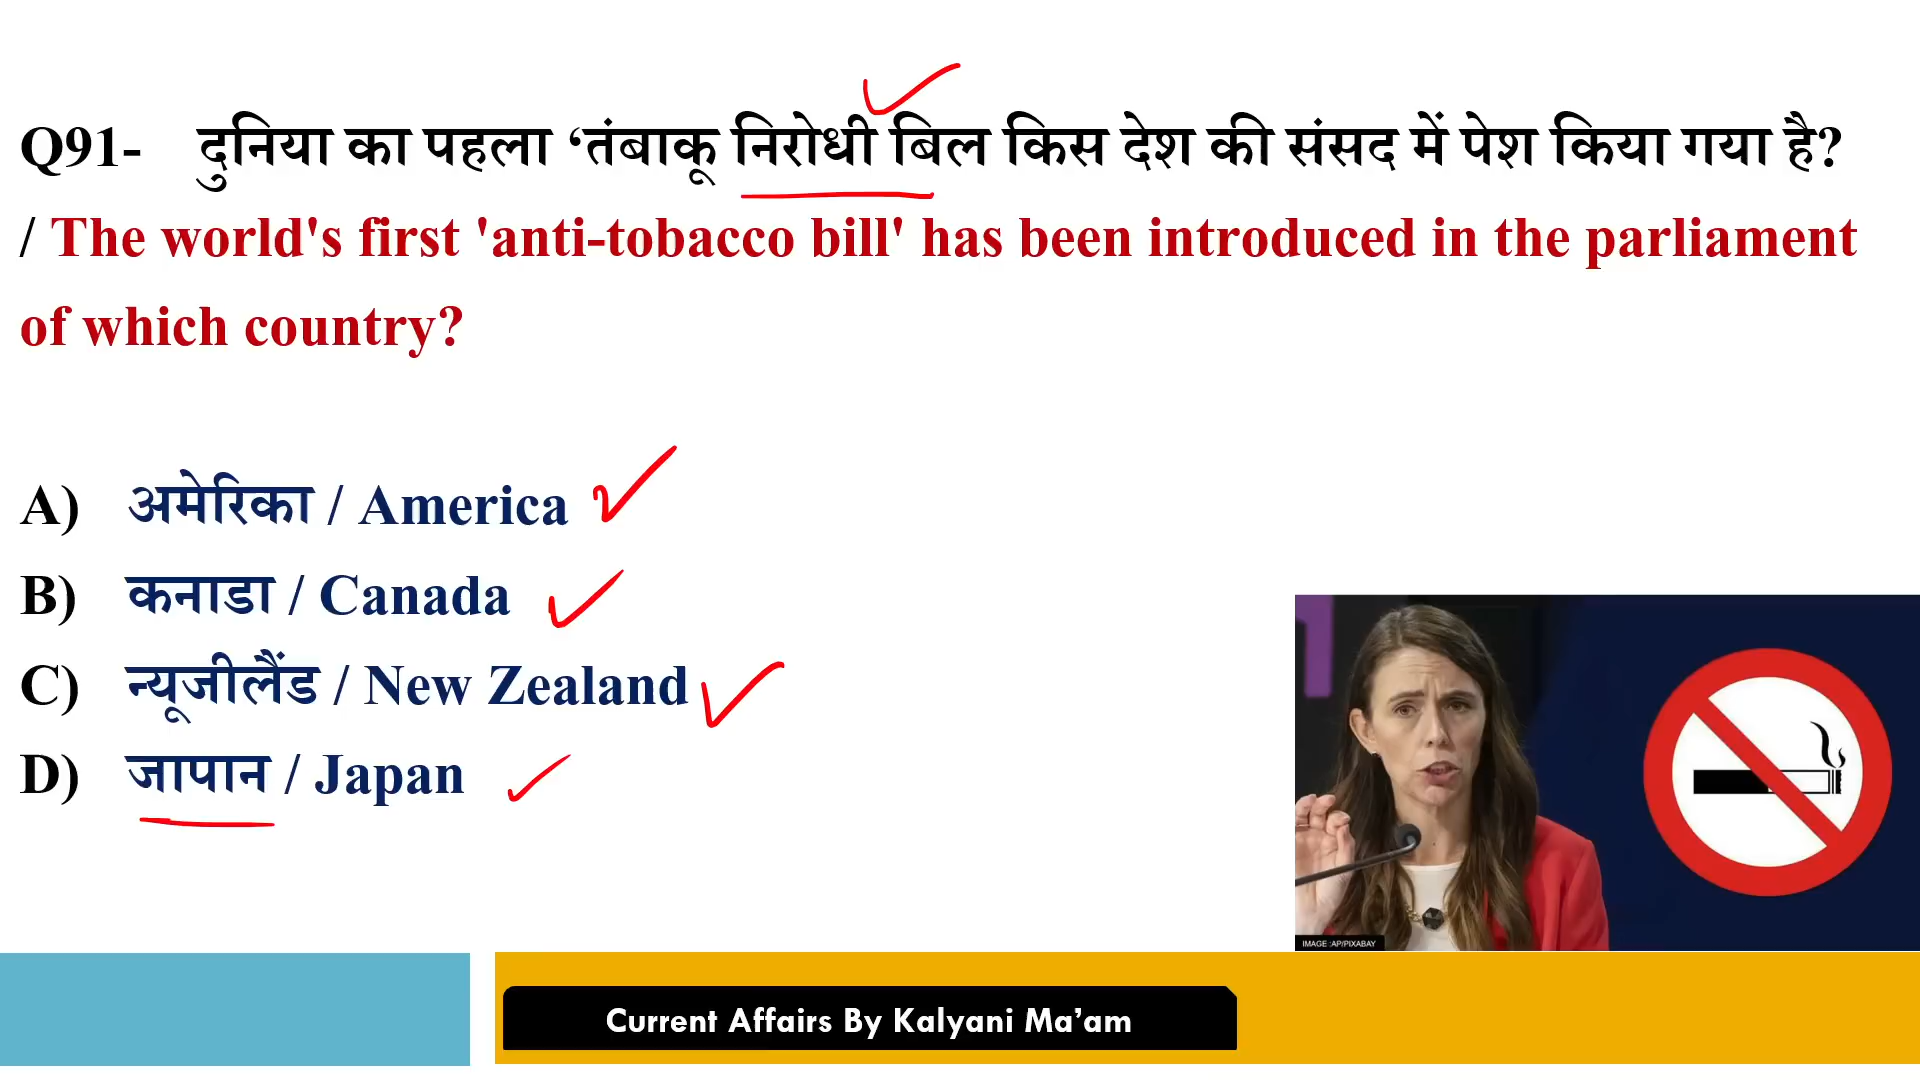 Q91- दुनिया का पहला ‘तंबाकू निरोधी बिल किस देश की संसद में पेश किया गया है?
/ The world's first 'anti-tobacco bill' has been introduced in the parliament
of which country?
A) अमेरिका / America
B) कनाडा / Canada
C) न्यूजीलैंड / New Zealand
D) जापान / Japan
IMAGE :AP/PIXABAY
Current Affairs By Kalyani Ma’am